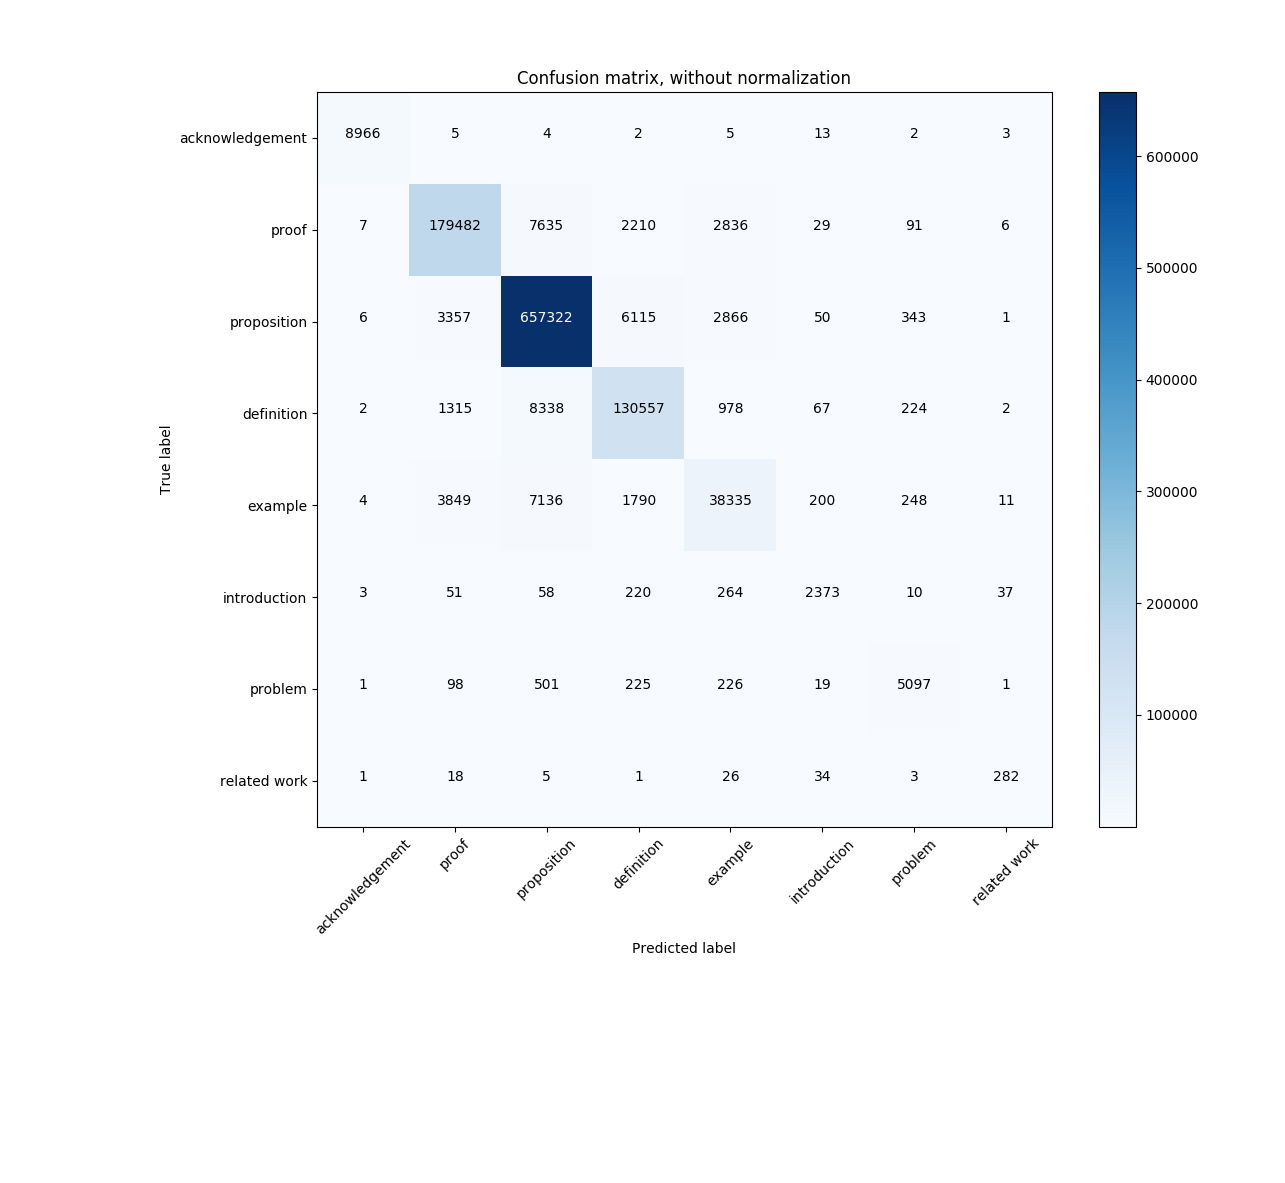 Confusion matrix, without normalization
acknowledgement 8966 5 4 2 5 13 2 3
proof 7 179482 7635 2210 2836 29 91 6
proposition 6 3357 657322 6115 2866 50 343 1
definition 2 1315 8338 130557 978 67 224 2
example 4 3849 7136 1790 38335 200 248 11
introduction 3 51 58 220 264 2373 10 37
problem 1 98 501 225 226 19 5097 1
related work 1 18 5 1 26 34 3 282
True label
acknowledgement proof proposition definition example introduction problem related work
Predicted label
600000
500000
400000
300000
200000
100000